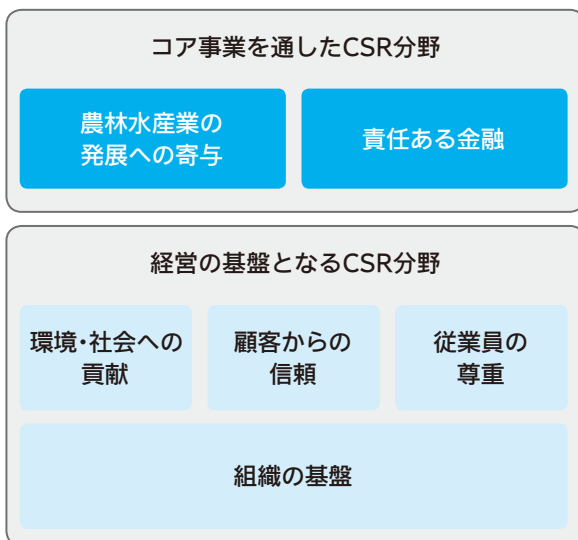 コア事業を通したCSR分野
農林水産業の
発展への寄与
責任ある金融
経営の基盤となるCSR分野
環境・社会への
貢献
顧客からの
信頼
従業員の
尊重
組織の基盤